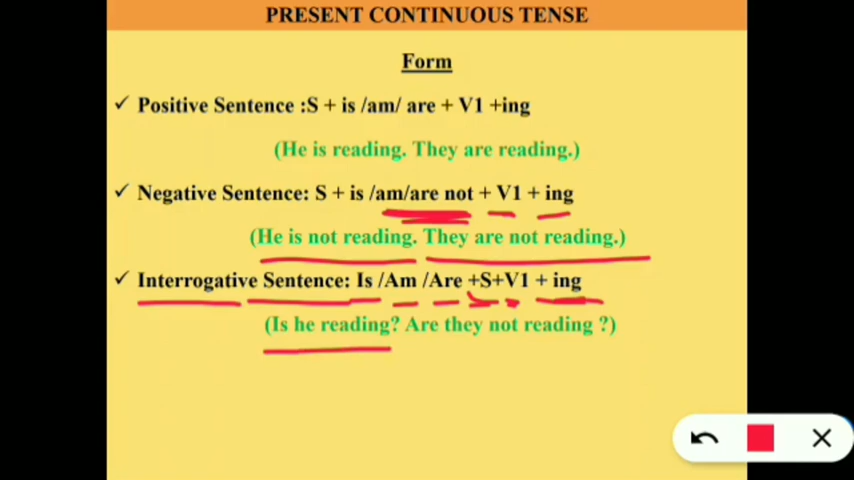 PRESENT CONTINUOUS TENSE
Form
✓ Positive Sentence :S + is /am/ are + V1 +ing
(He is reading. They are reading.)
✓ Negative Sentence: S + is /am/are not + V1 + ing
(He is not reading. They are not reading.)
✓ Interrogative Sentence: Is /Am /Are +S+V1 + ing
(Is he reading? Are they not reading ?)